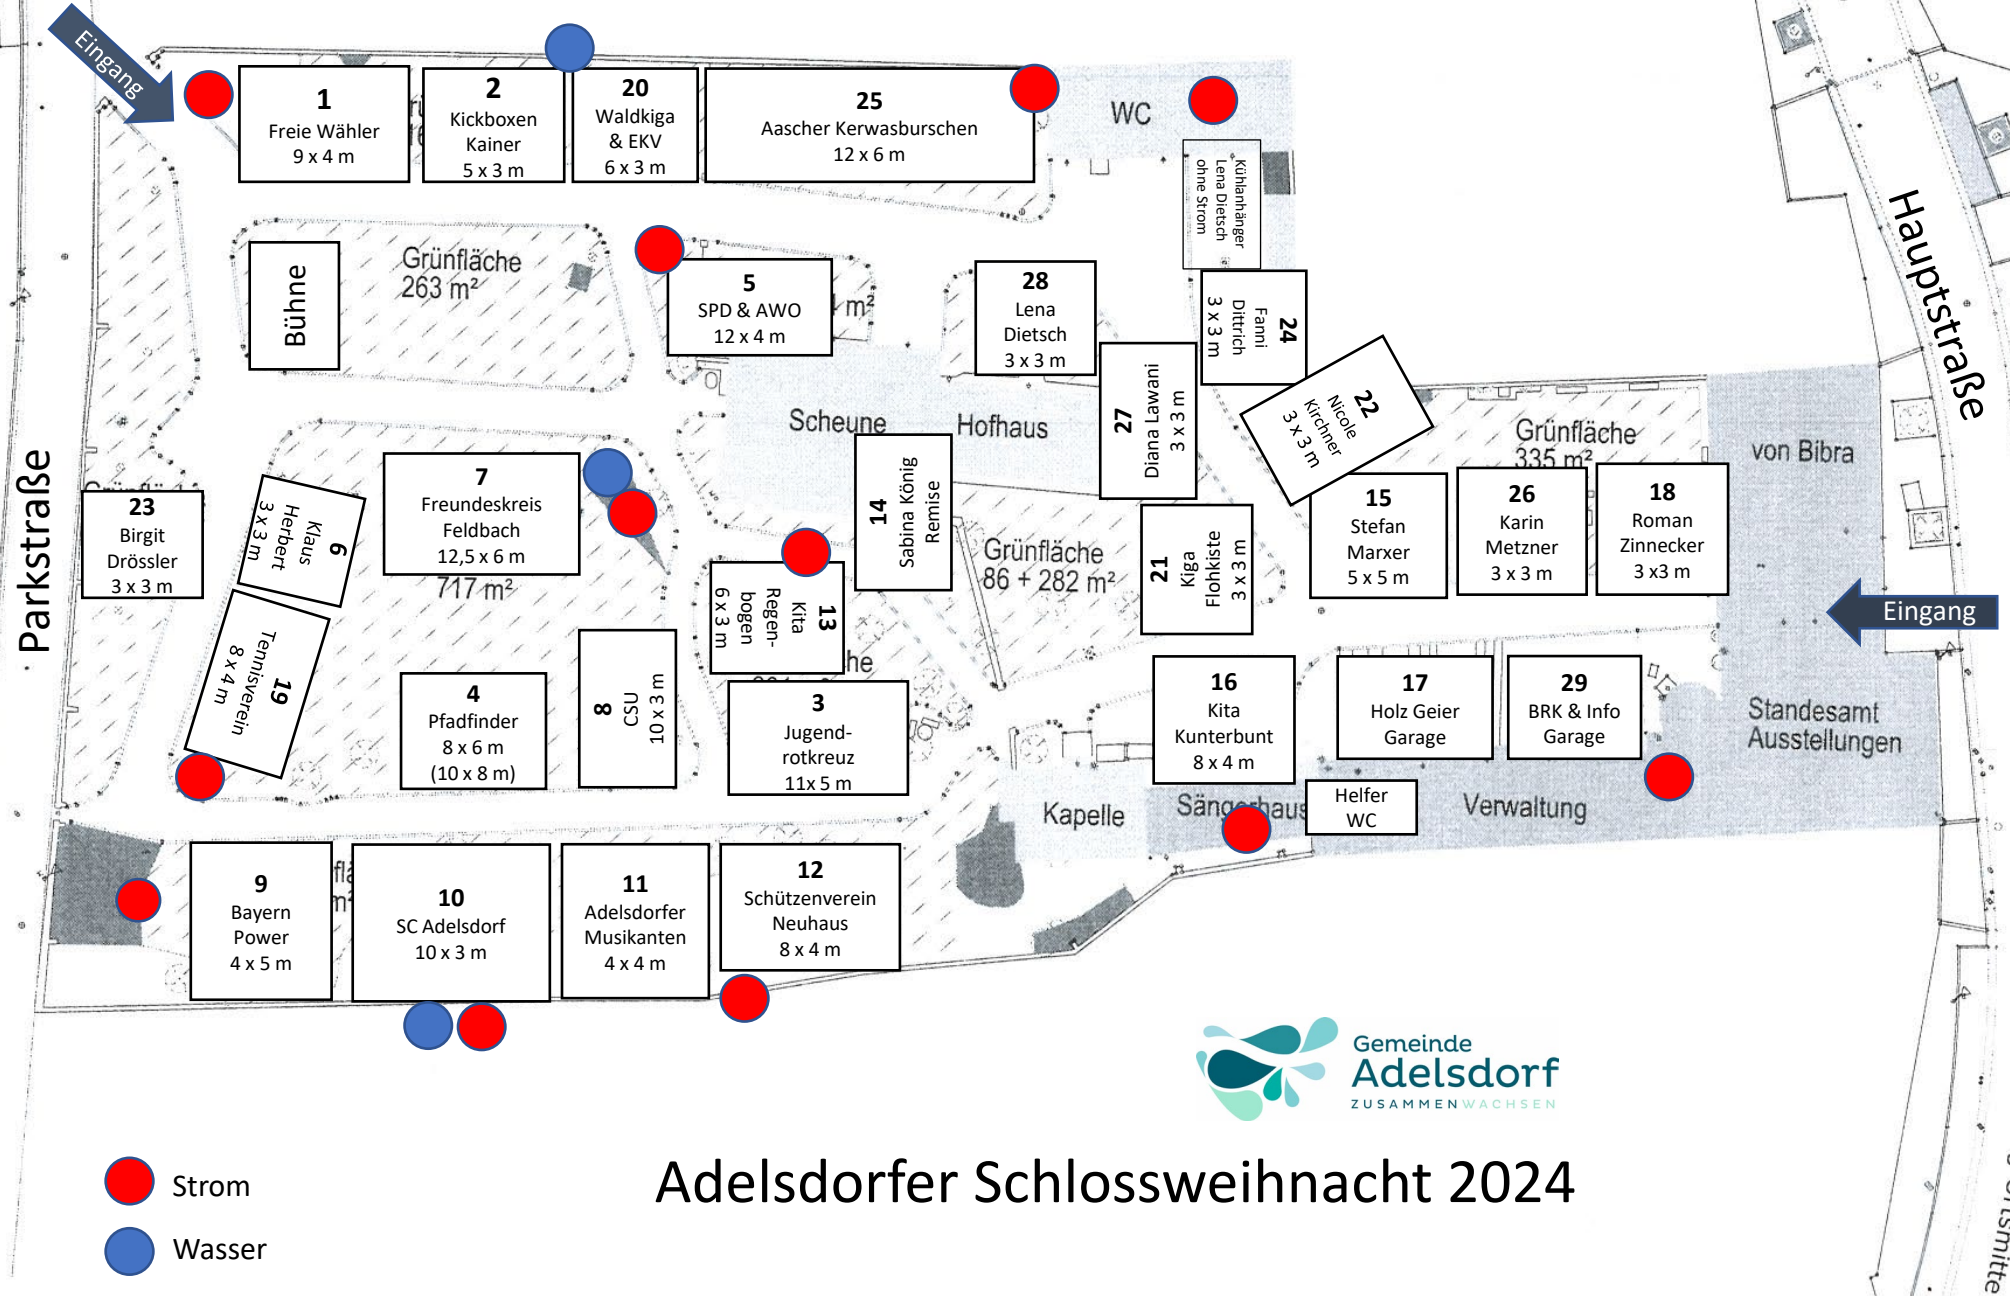 Eingang
1
Freie Wähler
9 x 4 m
2
Kickboxen
Kainer
5 x 3 m
20
Waldkiga
& EKV
6 x 3 m
25
Aascher Kerwasburschen
12 x 6 m
WC
Kühlanhänger
Lena Dietsch
ohne Strom
Hauptstraße
Bühne
Grünfläche
263 m²
5
SPD & AWO
12 x 4 m
m²
28
Lena
Dietsch
3 x 3 m
24
Fanni
Dittrich
3 x 3 m
27
Diana Lawani
3 x 3 m
22
Nicole
Kirchner
3 x 3 m
Scheune
Hofhaus
Grünfläche
335 m²
von Bibra
Parkstraße
23
Birgit
Drössler
3 x 3 m
6
Klaus
Herbert
3 x 3 m
7
Freundeskreis
Feldbach
12,5 x 6 m
717 m²
14
Sabina König
Remise
Grünfläche
86 + 282 m²
21
Kiga
Flohkiste
3 x 3 m
15
Stefan
Marxer
5 x 5 m
26
Karin
Metzner
3 x 3 m
18
Roman
Zinnecker
3 x3 m
Eingang
13
Kita
Regen-
bogen
6 x 3 m
19
Tennisverein
8 x 4 m
4
Pfadfinder
8 x 6 m
(10 x 8 m)
8
CSU
10 x 3 m
3
Jugend-
rotkreuz
11x 5 m
16
Kita
Kunterbunt
8 x 4 m
17
Holz Geier
Garage
29
BRK & Info
Garage
Standesamt
Ausstellungen
Kapelle
Sängerhaus
Helfer
WC
Verwaltung
9
Bayern
Power
4 x 5 m
10
SC Adelsdorf
10 x 3 m
11
Adelsdorfer
Musikanten
4 x 4 m
12
Schützenverein
Neuhaus
8 x 4 m
Gemeinde
Adelsdorf
ZUSAMMENWACHSEN
Strom
Wasser
Adelsdorfer Schlossweihnacht 2024